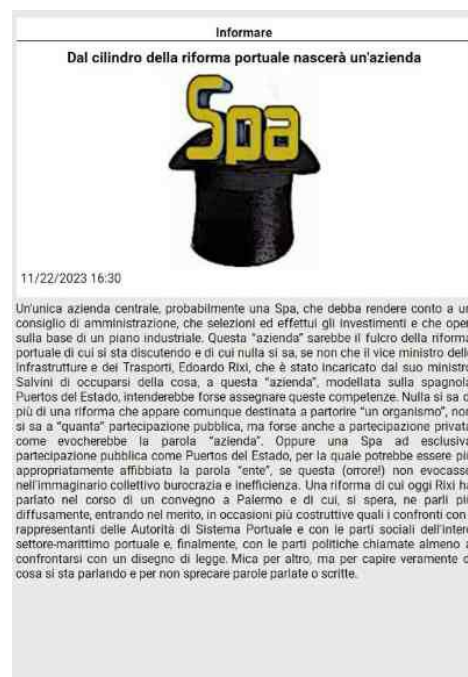 Informare
Dal cilindro della riforma portuale nascerà un'azienda
Spa
11/22/2023 16:30
Un'unica azienda centrale, probabilmente una Spa, che debba rendere conto a un
consiglio di amministrazione, che selezioni ed effettui gli investimenti e che oper
sulla base di un piano industriale. Questa "azienda" sarebbe il fulcro della riforma
portuale di cui si sta discutendo e di cui nulla si sa, se non che il vice ministro delle
Infrastrutture e dei Trasporti, Edoardo Rixi, che è stato incaricato dal suo ministro
Salvini di occuparsi della cosa, a questa "azienda", modellata sulla spagnola
Puertos del Estado, intenderebbe forse assegnare queste competenze. Nulla si sa d
più di una riforma che appare comunque destinata a partorire "un organismo", non
si sa a "quanta" partecipazione pubblica, ma forse anche a partecipazione privata
come evocherebbe la parola "azienda". Oppure una Spa ad esclusiva
partecipazione pubblica come Puertos del Estado, per la quale potrebbe essere più
appropriatamente affibbiata la parola "ente", se questa (orrore!) non evocasse
nell'immaginario collettivo burocrazia e inefficienza. Una riforma di cui oggi Rixi ha
parlato nel corso di un convegno a Palermo e di cui, si spera, ne parli più
diffusamente, entrando nel merito, in occasioni più costruttive quali i confronti con
rappresentanti delle Autorità di Sistema Portuale e con le parti sociali dell'inter
settore-marittimo portuale e, finalmente, con le parti politiche chiamate almeno a
confrontarsi con un disegno di legge. Mica per altro, ma per capire veramente d
cosa si sta parlando e per non sprecare parole parlate o scritte.